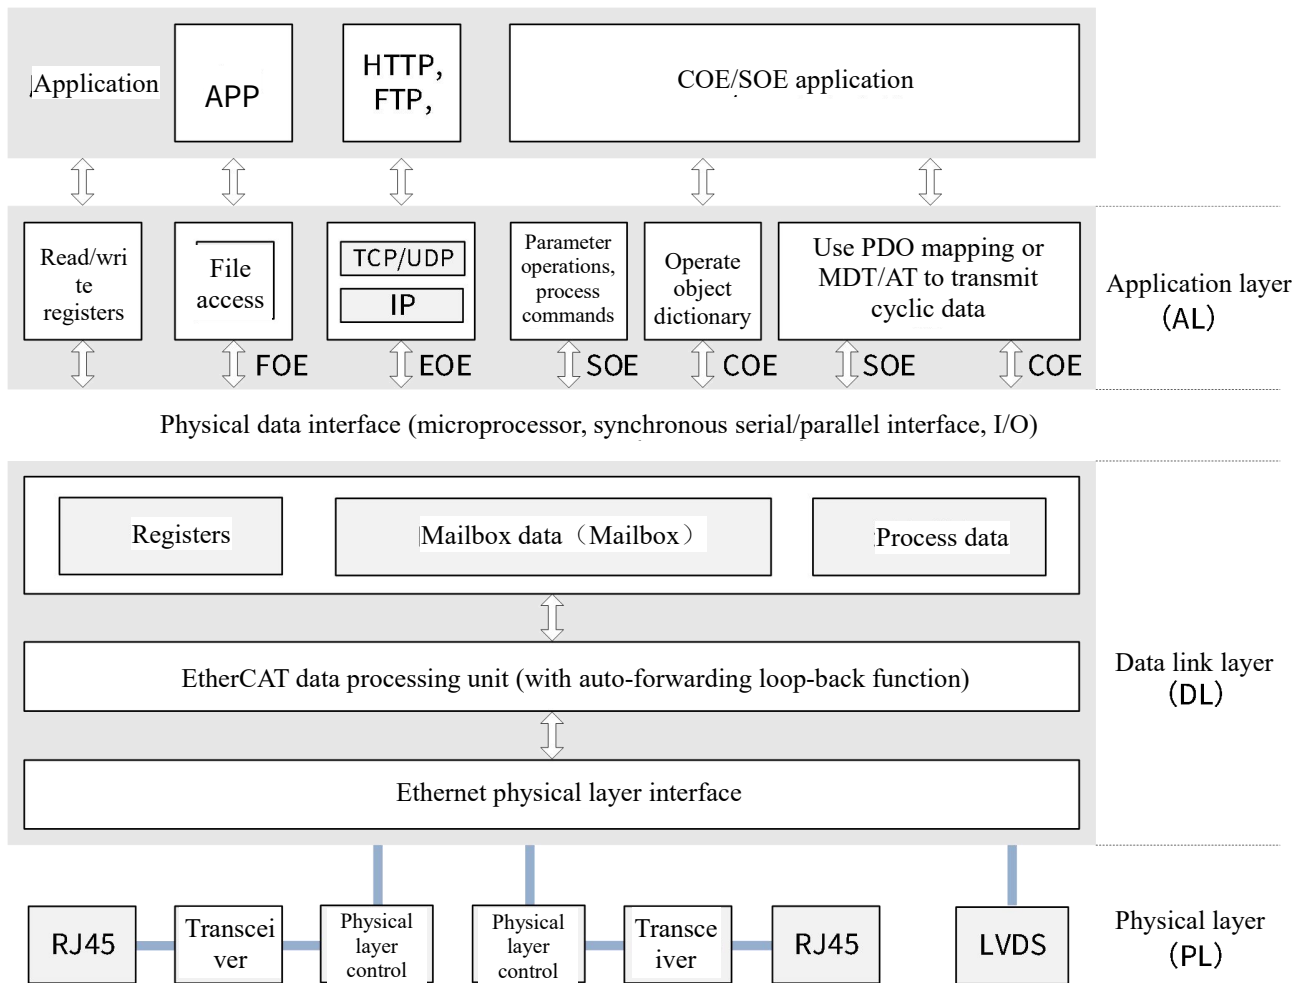 Application
APP
HTTP,
FTP,
COE/SOE application
Read/wri
te
registers
File
access
TCP/UDP
IP
Parameter
operations,
process
commands
Operate
object
dictionary
Use PDO mapping or
MDT/AT to transmit
cyclic data
Application layer
(AL)
FOE
EOE
SOE
COE
SOE
COE
Physical data interface (microprocessor, synchronous serial/parallel interface, I/O)
Registers
Mailbox data（Mailbox）
Process data
EtherCAT data processing unit (with auto-forwarding loop-back function)
Data link layer
(DL)
Ethernet physical layer interface
RJ45
Transcei
ver
Physical
layer
control
Physical
layer
control
Transce
iver
RJ45
LVDS
Physical layer
(PL)